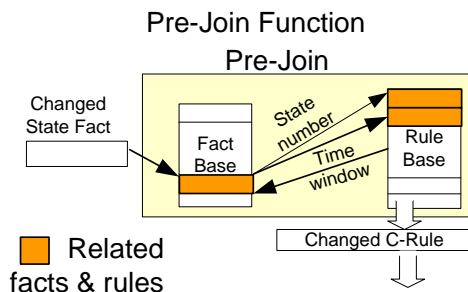 Pre-Join Function
Pre-Join
Changed
State Fact
Fact
Base
State
number
Time
window
Rule
Base
Changed C-Rule
Related
facts & rules